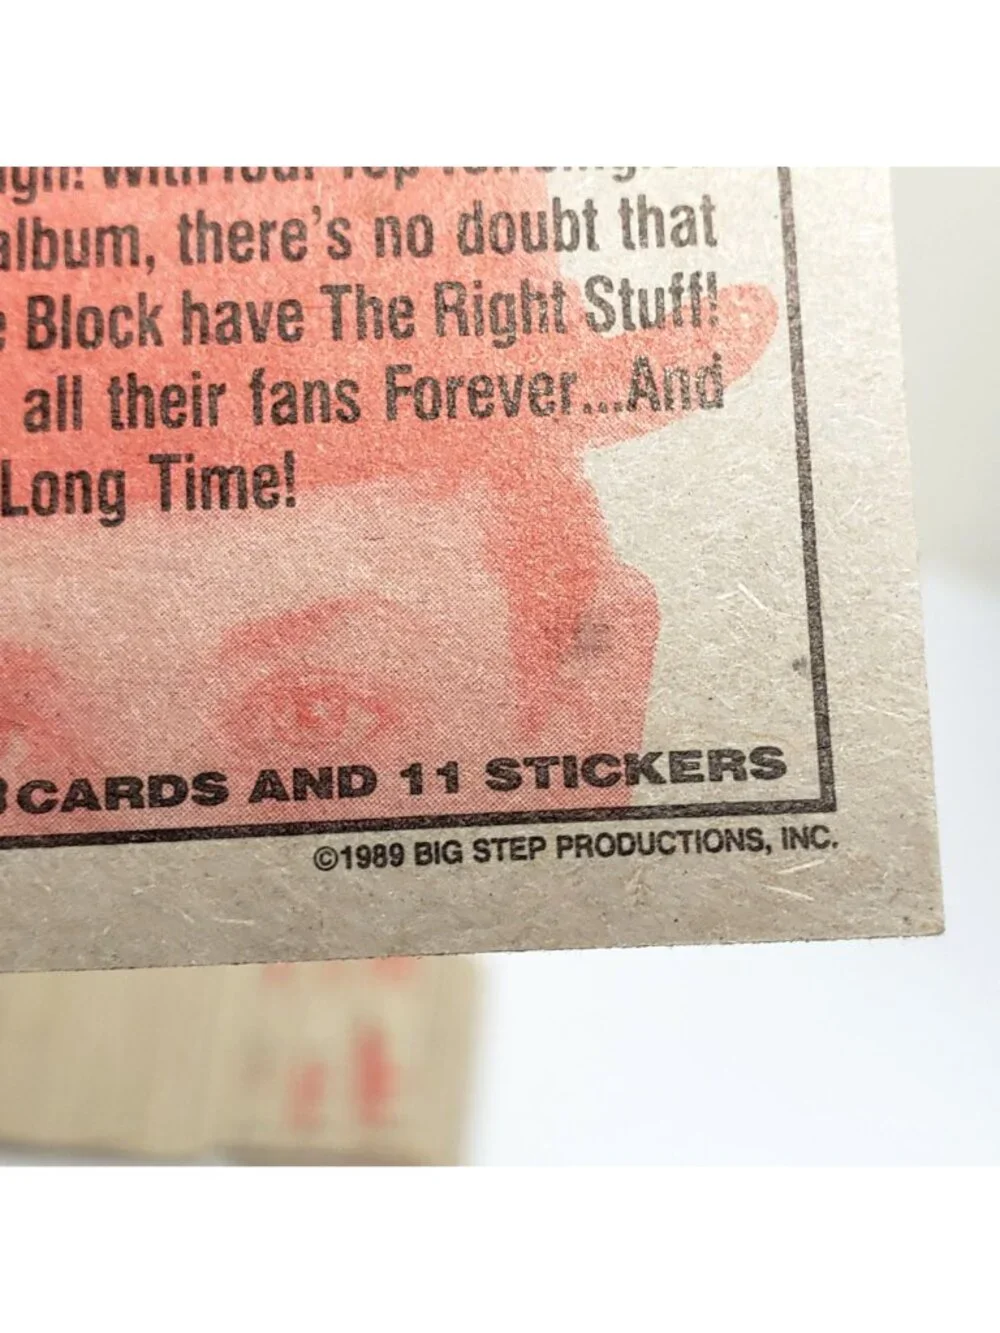 album, there's no doubt that
Block have The Right Stuff!
all their fans Forever...And
Long Time!
CARDS AND 11 STICKERS
©1989 BIG STEP PRODUCTIONS, INC.